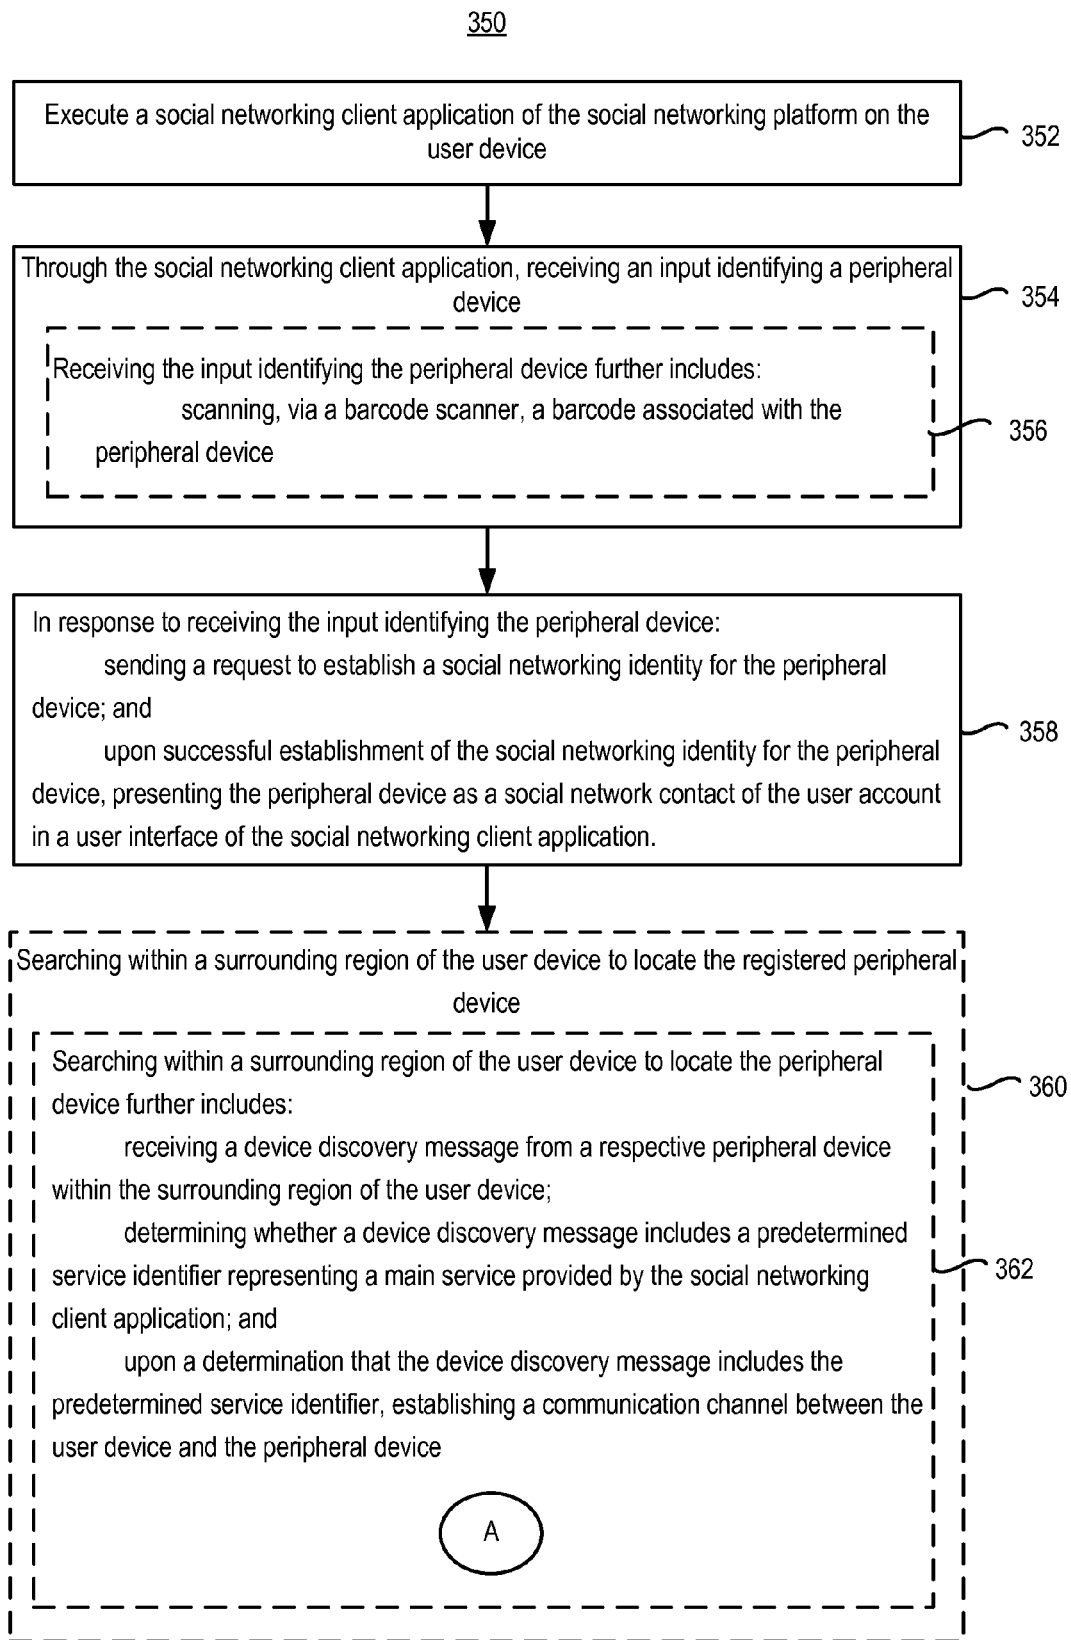 350
Execute a social networking client application of the social networking platform on the
user device
352
Through the social networking client application, receiving an input identifying a peripheral
device
354
Receiving the input identifying the peripheral device further includes:
scanning, via a barcode scanner, a barcode associated with the
peripheral device
356
In response to receiving the input identifying the peripheral device:
sending a request to establish a social networking identity for the peripheral
device; and
upon successful establishment of the social networking identity for the peripheral
device, presenting the peripheral device as a social network contact of the user account
in a user interface of the social networking client application.
358
Searching within a surrounding region of the user device to locate the registered peripheral
device
360
Searching within a surrounding region of the user device to locate the peripheral
device further includes:
receiving a device discovery message from a respective peripheral device
within the surrounding region of the user device;
determining whether a device discovery message includes a predetermined
service identifier representing a main service provided by the social networking
client application; and
upon a determination that the device discovery message includes the
predetermined service identifier, establishing a communication channel between the
user device and the peripheral device
362
A